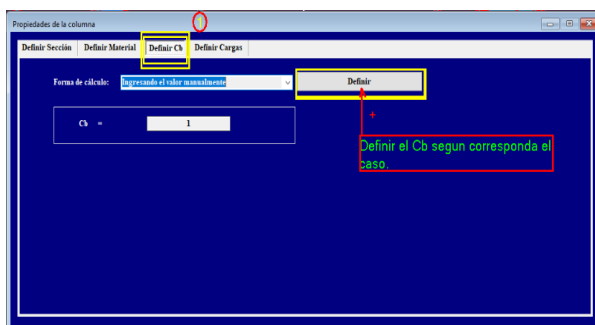 Propiedades de la columna
1
Definir Sección Definir Material Definir Cb Definir Cargas
Forma de cálculo: Ingresando el valor manualmente Definir
Cb = 1
+
Definir el Cb segun corresponda el
caso.